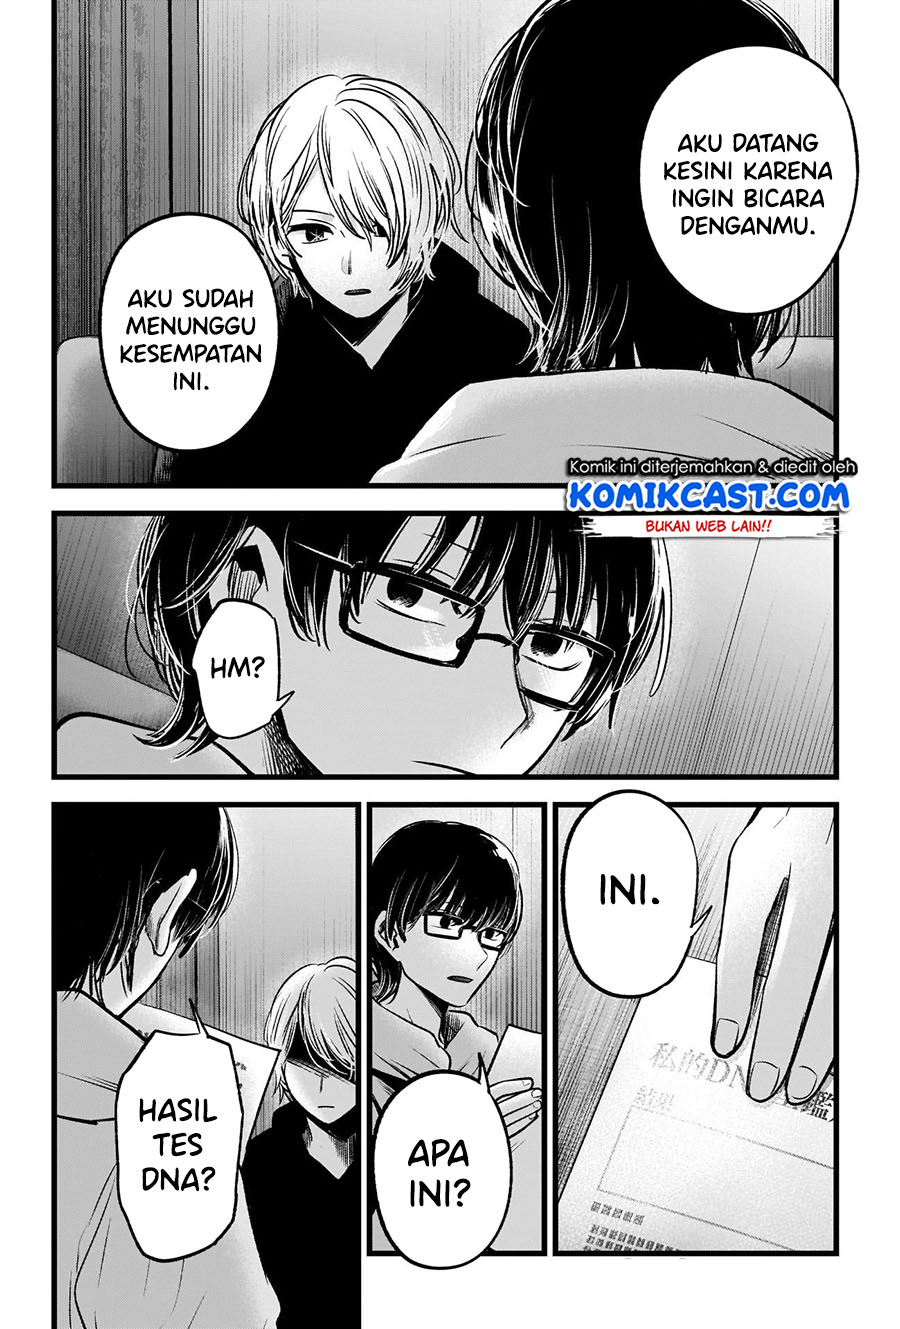 AKU DATANG
KESINI KARENA
INGIN BICARA
DENGANMU.
AKU SUDAH
MENUNGGU
KESEMPATAN
INI.
Komik ini diterjemahkan & diedit oleh
KOMIKCAST.COM
BUKAN WEB LAIN!!
HM?
INI.
私的DN
結果
APA
INI?
HASIL
TES
DNA?